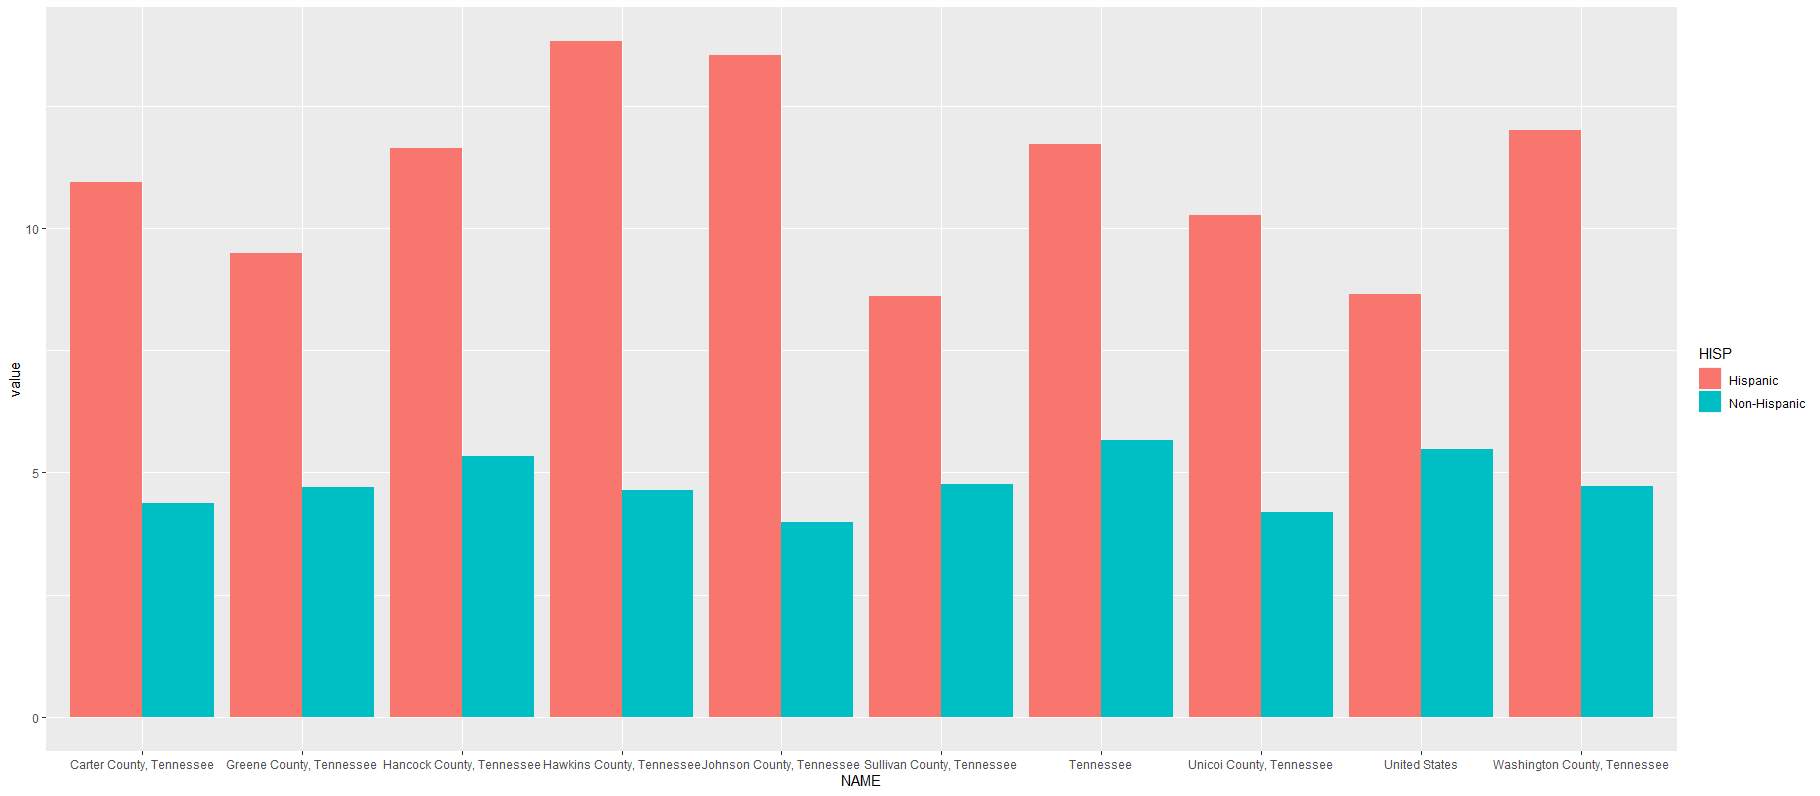 value
10
5
0
Carter County, Tennessee
Greene County, Tennessee
Hancock County, Tennessee
Hawkins County, Tennessee
Johnson County, Tennessee
Sullivan County, Tennessee
Tennessee
Unicoi County, Tennessee
United States
Washington County, Tennessee
NAME
HISP
Hispanic
Non-Hispanic